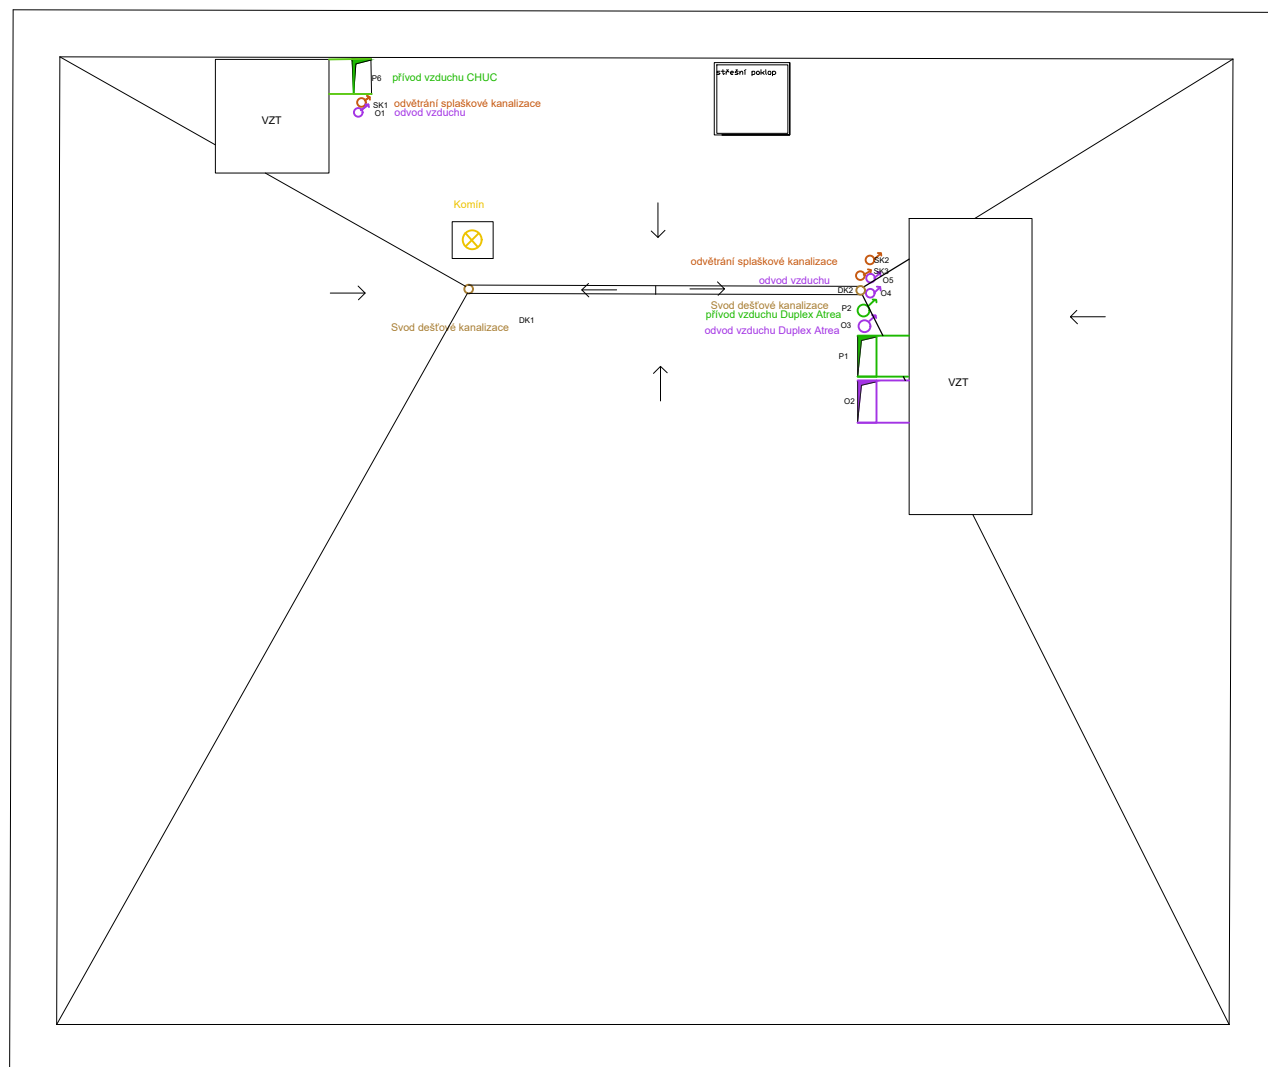 střešní poklop
P6 přívod vzduchu CHUC
SK1 odvětrání splaškové kanalizace
O1 odvod vzduchu
VZT
Komín
odvětrání splaškové kanalizace SK2
SK3
odvod vzduchu O5
DK2 O4
Svod dešťové kanalizace
P2
přívod vzduchu Duplex Atrea
DK1
Svod dešťové kanalizace
O3
odvod vzduchu Duplex Atrea
P1
VZT
O2